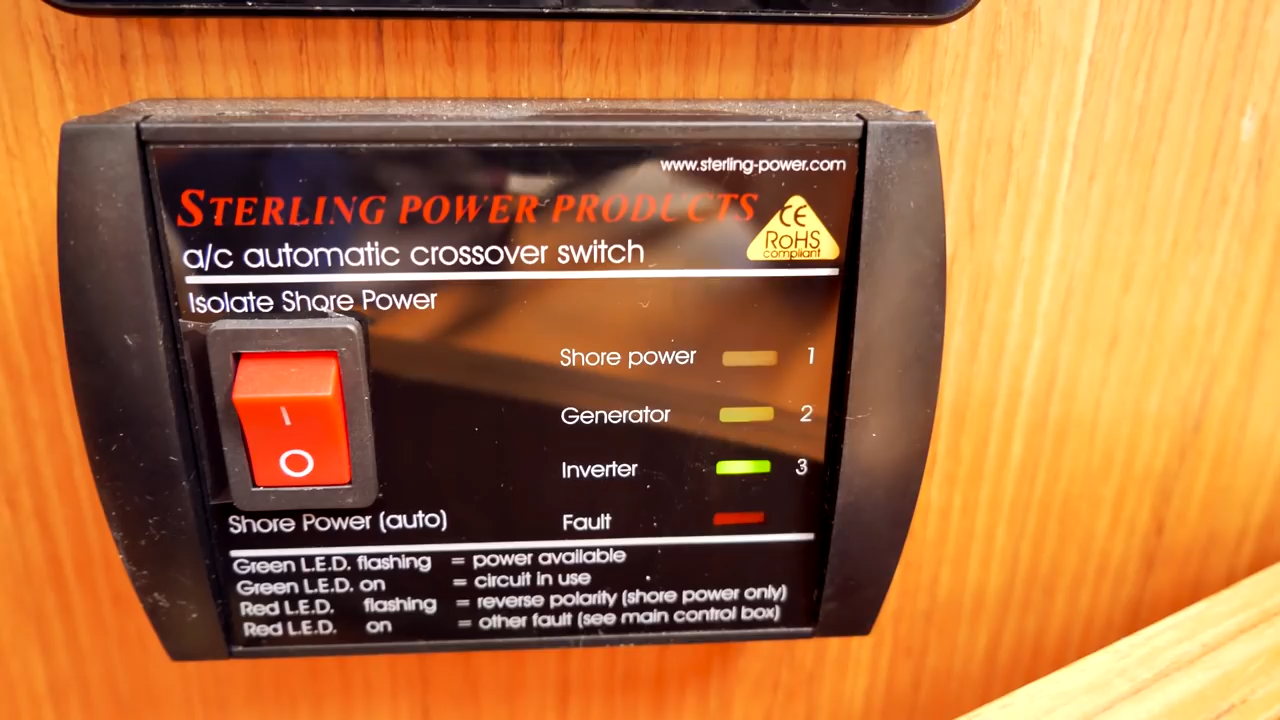 www.sterling-power.com
STERLING POWER PRODUCTS
CE
RoHS
compliant
a/c automatic crossover switch
Isolate Shore Power
Shore power 1
Generator 2
Inverter 3
I
O
Shore Power (auto)
Fault
Green L.E.D. flashing = power available
Green L.E.D. on = circuit in use
Red L.E.D. flashing = reverse polarity (shore power only)
Red L.E.D. on = other fault (see main control box)